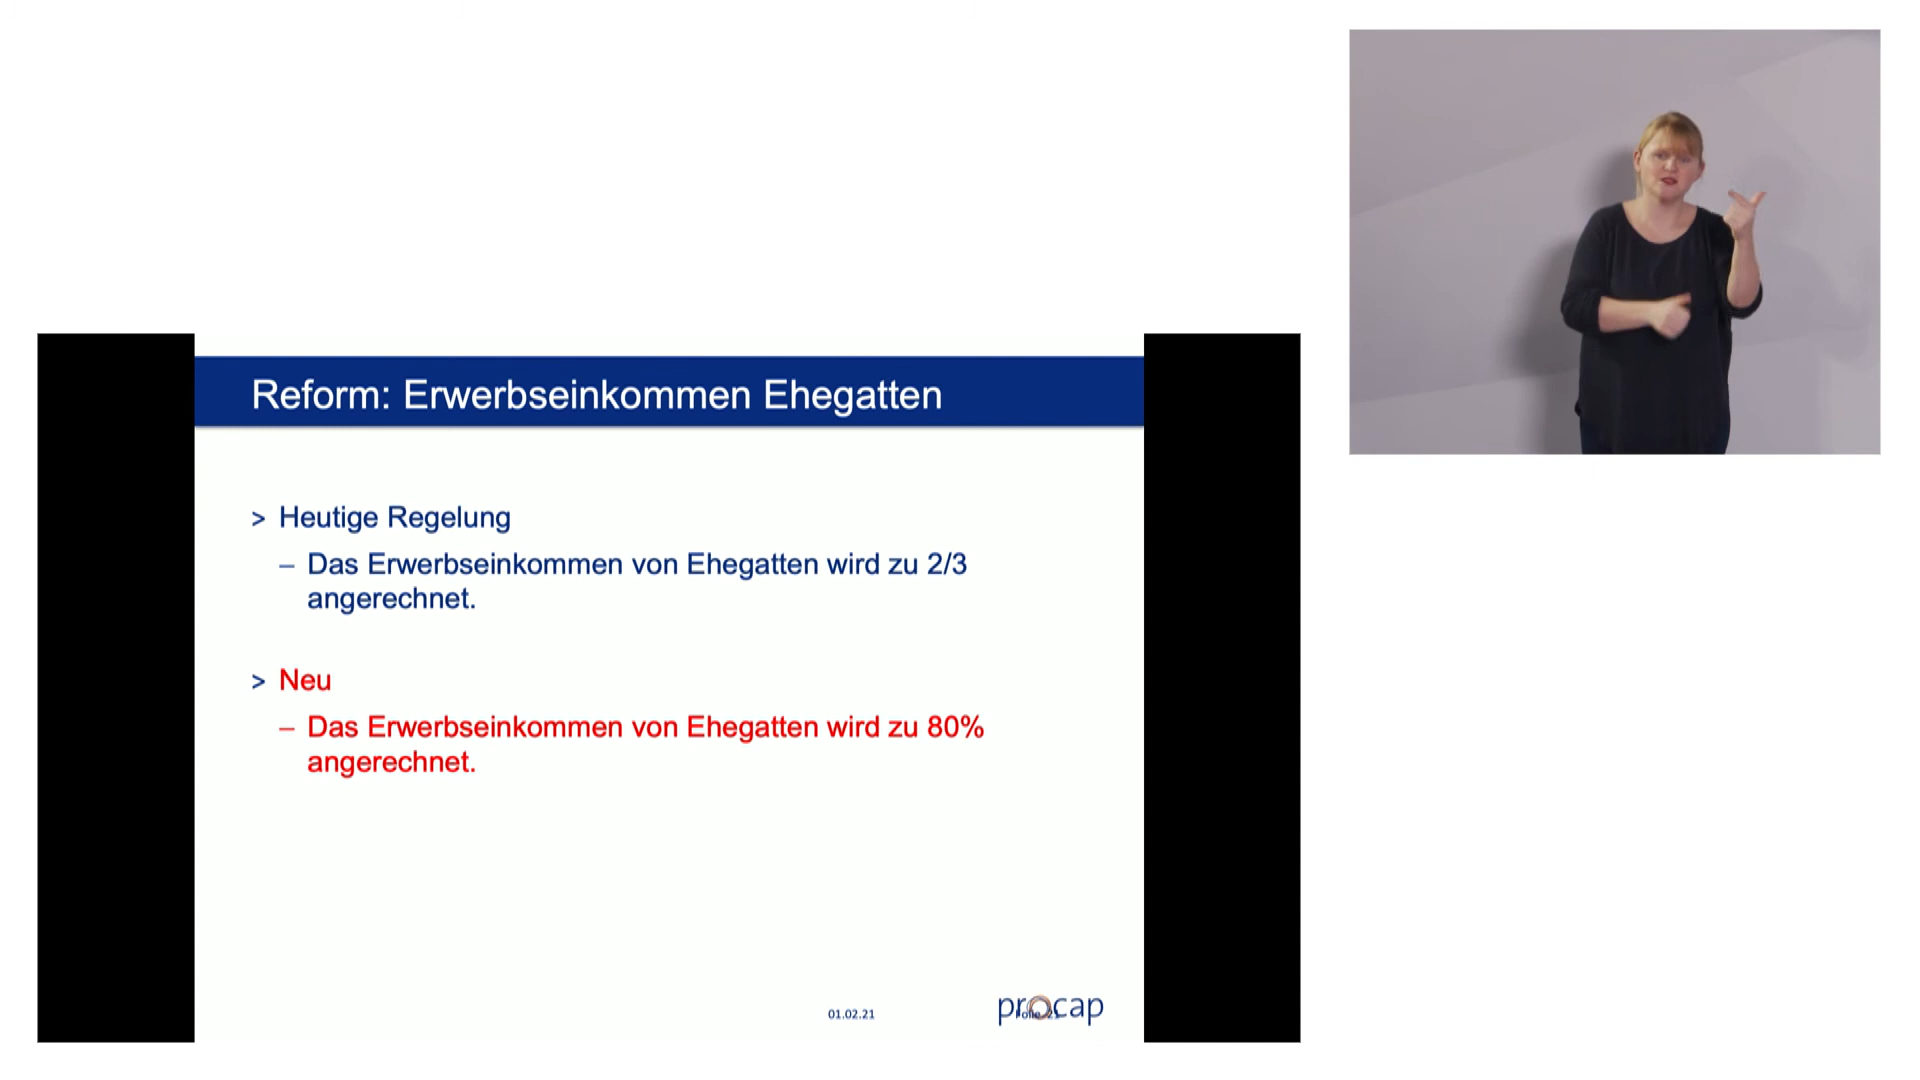 Reform: Erwerbseinkommen Ehegatten
> Heutige Regelung
– Das Erwerbseinkommen von Ehegatten wird zu 2/3
angerechnet.
> Neu
– Das Erwerbseinkommen von Ehegatten wird zu 80%
angerechnet.
01.02.21
procap